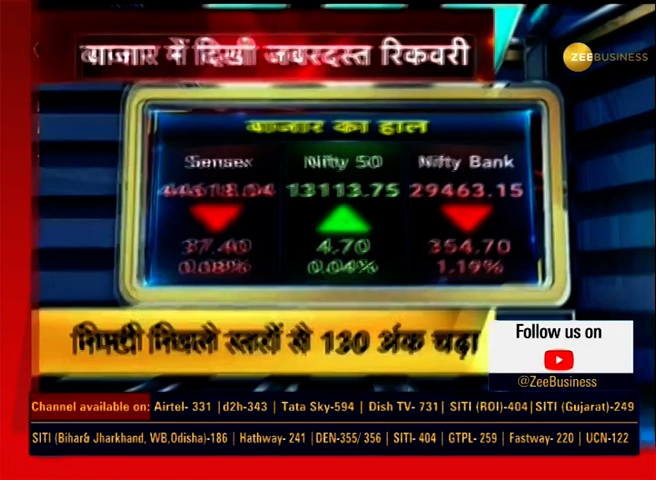 बाजार में दिखी जबरदस्त रिकवरी
ZEE BUSINESS
बाजार का हाल
Sensex Nifty 50 Nifty Bank
44618.04 13113.75 29463.15
37.40 4.70 354.70
0.08% 0.04% 1.19%
निफ्टी निचले स्तरों से 130 अंक चढ़ा
Follow us on
@ZeeBusiness
Channel available on: Airtel- 331 |d2h-343 | Tata Sky-594 | Dish TV- 731| SITI (ROI)-404|SITI (Gujarat)-249
SITI (Bihar& Jharkhand, WB,Odisha)-186 | Hathway- 241 |DEN-355/ 356 | SITI- 404 | GTPL- 259 | Fastway- 220 | UCN-122